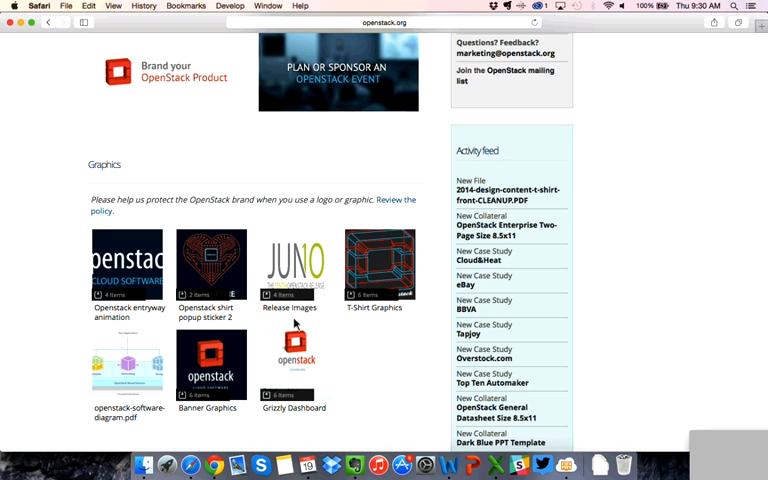 Safari File Edit View History Bookmarks Develop Window Help
1 100% Thu 9:30 AM
openstack.org
Brand your
OpenStack Product
PLAN OR SPONSOR AN
OPENSTACK EVENT
Questions? Feedback?
marketing@openstack.org
Join the OpenStack mailing
list
Graphics
Please help us protect the OpenStack brand when you use a logo or graphic. Review the
policy.
penstac
CLOUD SOFTWARE
4 Items
Openstack entryway
animation
2 Items
CE
Openstack shirt
popup sticker 2
JUNO
THE TENTH OPENSTACK RELEASE
4 Items
Release Images
6 Items
T-Shirt Graphics
openstack-software-
diagram.pdf
openstack
CLOUD SOFTWARE
6 Items
Banner Graphics
openstack
6 Items
Grizzly Dashboard
Activity feed
New File
2014-design-content-t-shirt-
front-CLEANUP.PDF
New Collateral
OpenStack Enterprise Two-
Page Size 8.5x11
New Case Study
Cloud&Heat
New Case Study
eBay
New Case Study
BBVA
New Case Study
Tapjoy
New Case Study
Overstock.com
New Case Study
Top Ten Automaker
New Collateral
OpenStack General
Datasheet Size 8.5x11
New Collateral
Dark Blue PPT Template
19